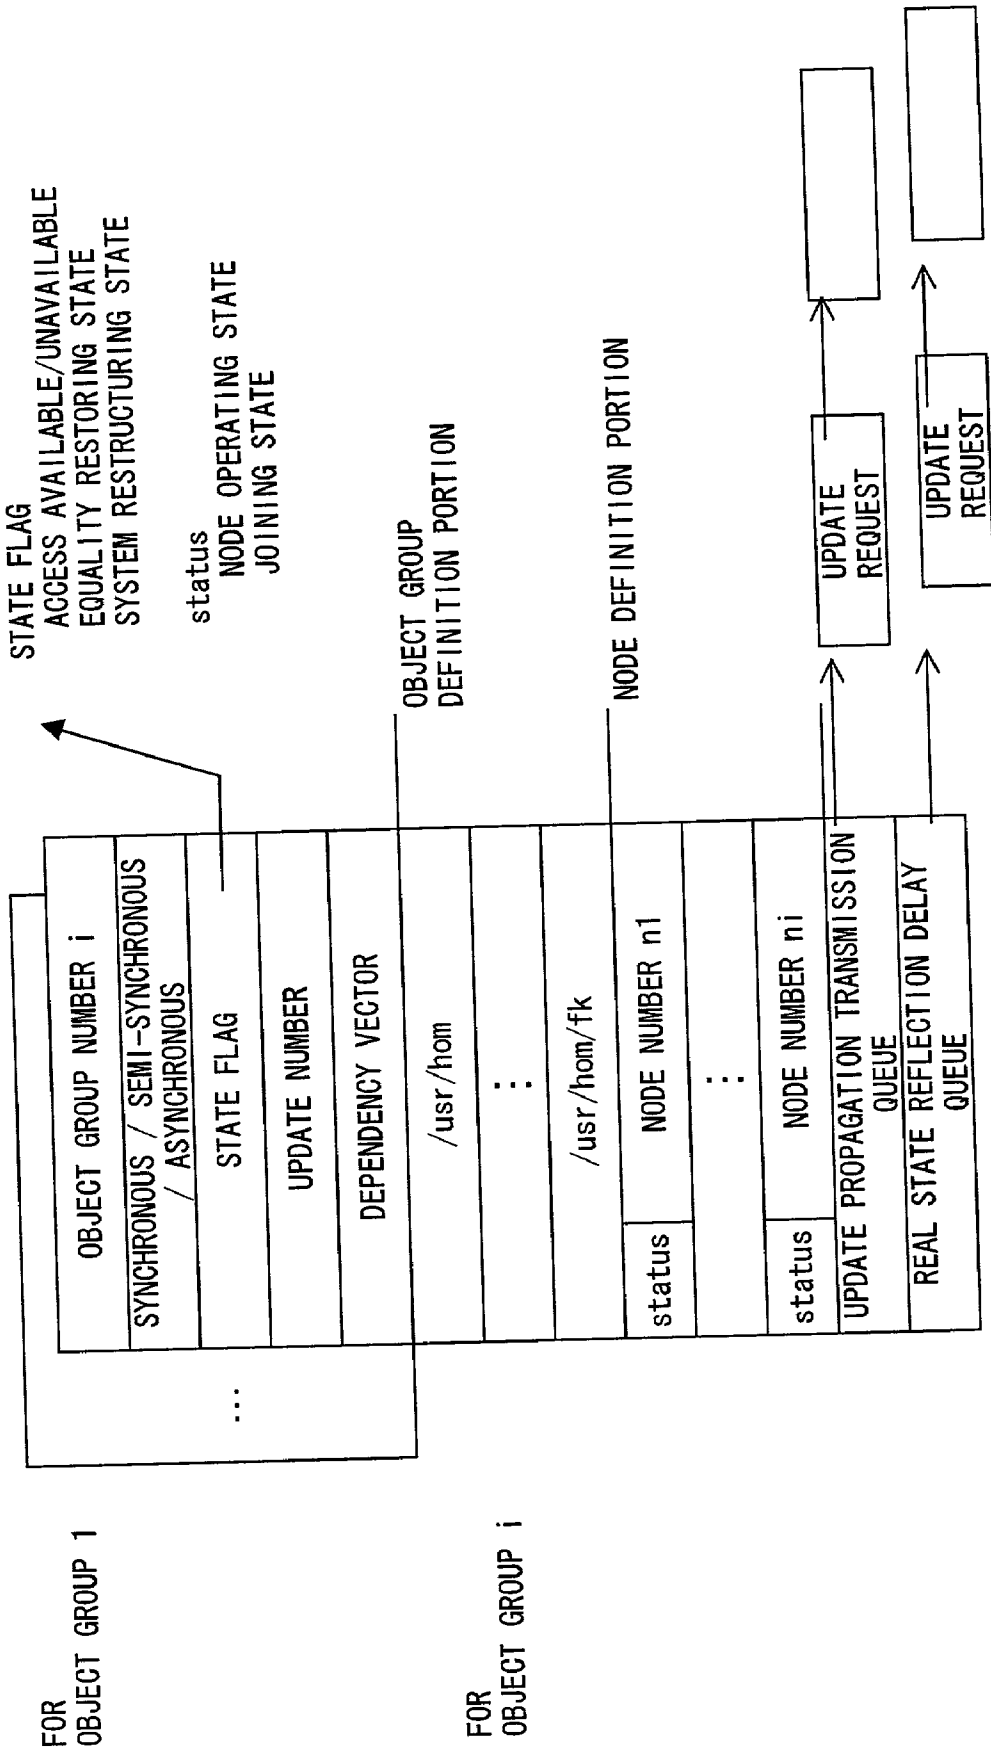 FOR
OBJECT GROUP 1
FOR
OBJECT GROUP i
...
OBJECT GROUP NUMBER i
SYNCHRONOUS / SEMI-SYNCHRONOUS
/ ASYNCHRONOUS
STATE FLAG
UPDATE NUMBER
DEPENDENCY VECTOR
/usr/hom
...
/usr/hom/fk
status
NODE NUMBER n1
...
status
NODE NUMBER ni
UPDATE PROPAGATION TRANSMISSION
QUEUE
REAL STATE REFLECTION DELAY
QUEUE
STATE FLAG
ACCESS AVAILABLE/UNAVAILABLE
EQUALITY RESTORING STATE
SYSTEM RESTRUCTURING STATE
status
NODE OPERATING STATE
JOINING STATE
OBJECT GROUP
DEFINITION PORTION
NODE DEFINITION PORTION
UPDATE
REQUEST
UPDATE
REQUEST